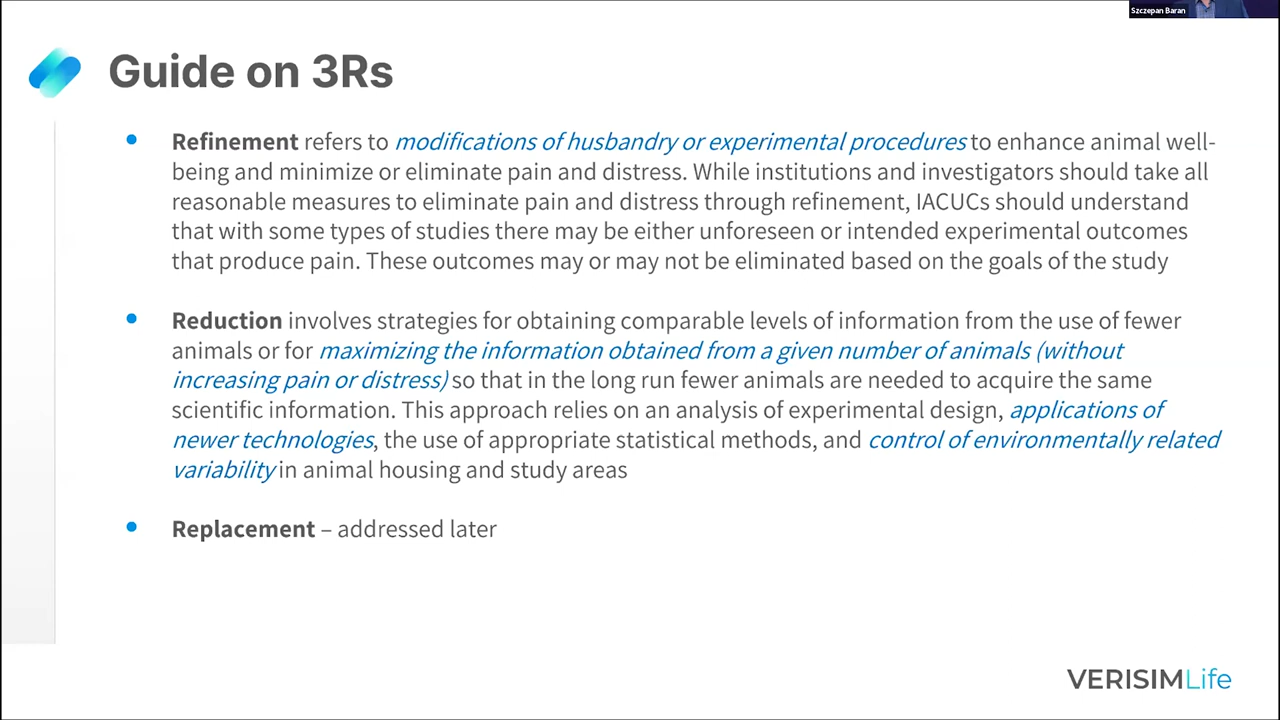 Szczepan Baran
Guide on 3Rs
• Refinement refers to modifications of husbandry or experimental procedures to enhance animal well-
being and minimize or eliminate pain and distress. While institutions and investigators should take all
reasonable measures to eliminate pain and distress through refinement, IACUCs should understand
that with some types of studies there may be either unforeseen or intended experimental outcomes
that produce pain. These outcomes may or may not be eliminated based on the goals of the study
• Reduction involves strategies for obtaining comparable levels of information from the use of fewer
animals or for maximizing the information obtained from a given number of animals (without
increasing pain or distress) so that in the long run fewer animals are needed to acquire the same
scientific information. This approach relies on an analysis of experimental design, applications of
newer technologies, the use of appropriate statistical methods, and control of environmentally related
variability in animal housing and study areas
• Replacement – addressed later
VERISIMLife